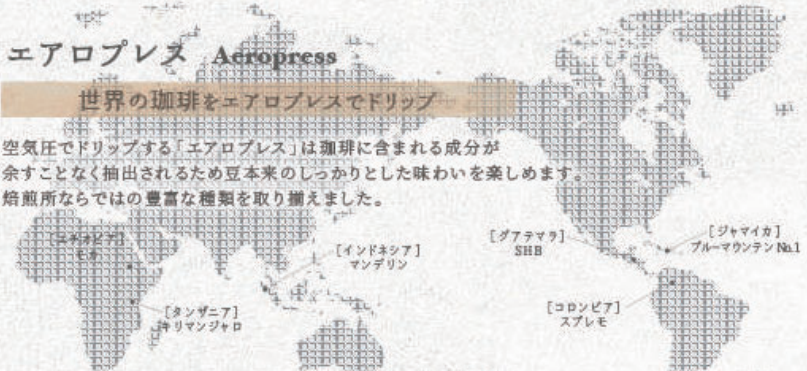 エアロプレス Aeropress
世界の珈琲をエアロプレスでドリップ
空気圧でドリップする「エアロプレス」は珈琲に含まれる成分が
余すことなく抽出されるため豆本来のしっかりとした味わいを楽しめます。
焙煎所ならではの豊富な種類を取り揃えました。
[エチオピア]
モカ
[タンザニア]
キリマンジャロ
[インドネシア]
マンデリン
[グアテマラ]
SHB
[ジャマイカ]
ブルーマウンテンNo.1
[コロンビア]
スプレモ